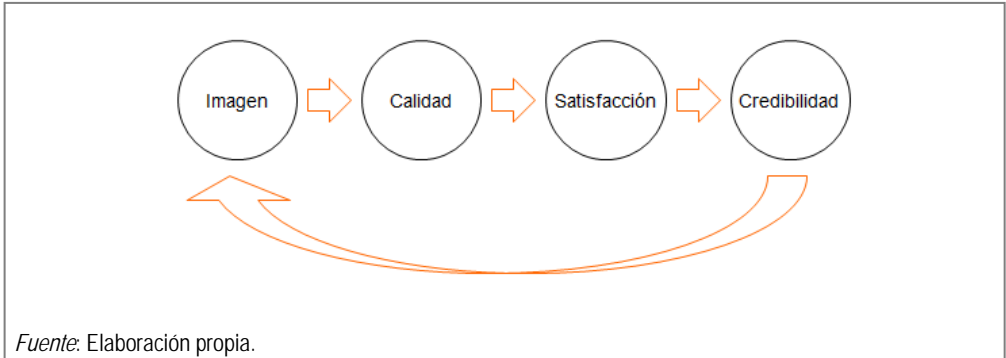 Imagen
Calidad
Satisfacción
Credibilidad
Fuente: Elaboración propia.